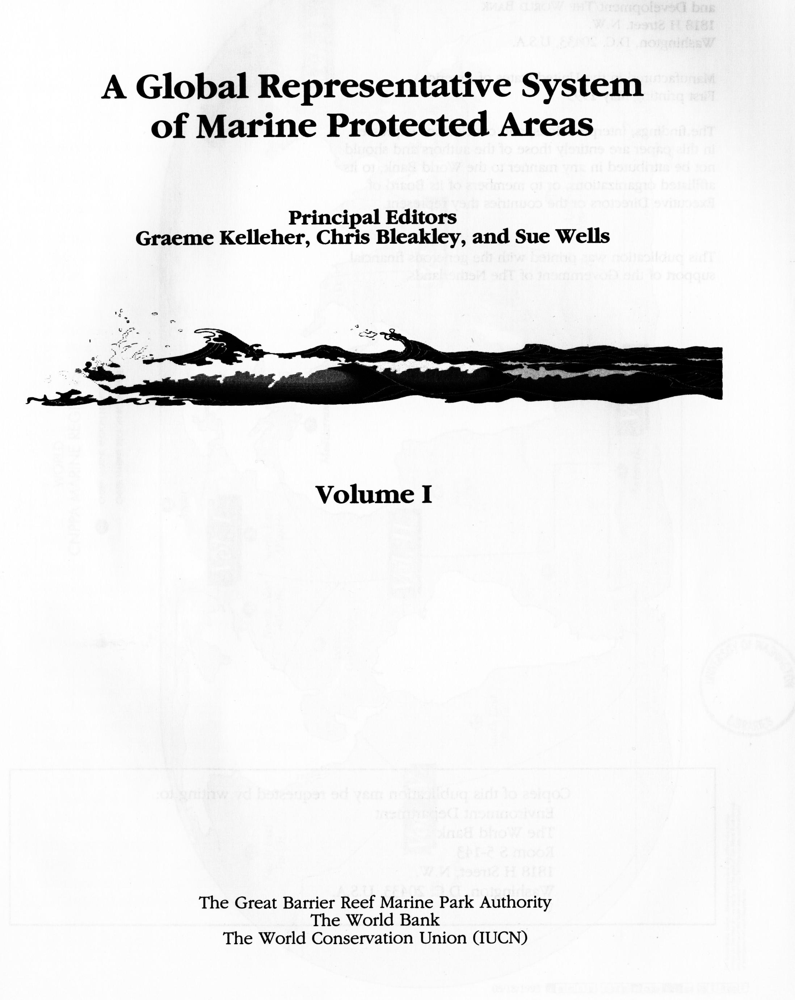 A Global Representative System
of Marine Protected Areas
Principal Editors
Graeme Kelleher, Chris Bleakley, and Sue Wells
Volume I
The Great Barrier Reef Marine Park Authority
The World Bank
The World Conservation Union (IUCN)